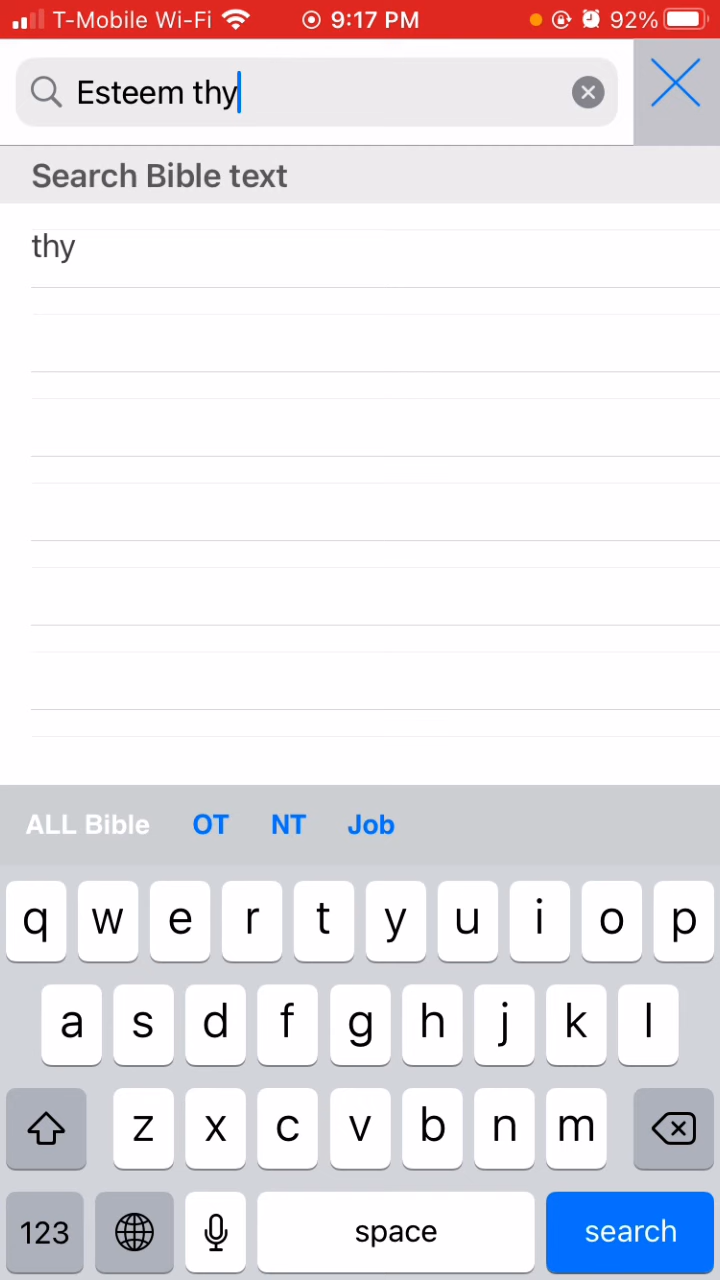 T-Mobile Wi-Fi 9:17 PM 92%
Esteem thy
Search Bible text
thy
ALL Bible OT NT Job
q w e r t y u i o p
a s d f g h j k l
z x c v b n m
123 space search